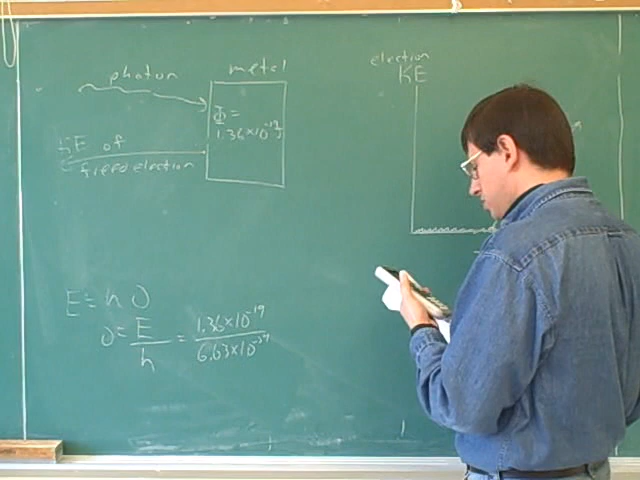 photon
metal
Φ =
1.36×10⁻¹⁹J
KE of
freed electron
electron
KE
E = h υ
υ = E/h = 1.36×10⁻¹⁹/6.63×10⁻³⁴